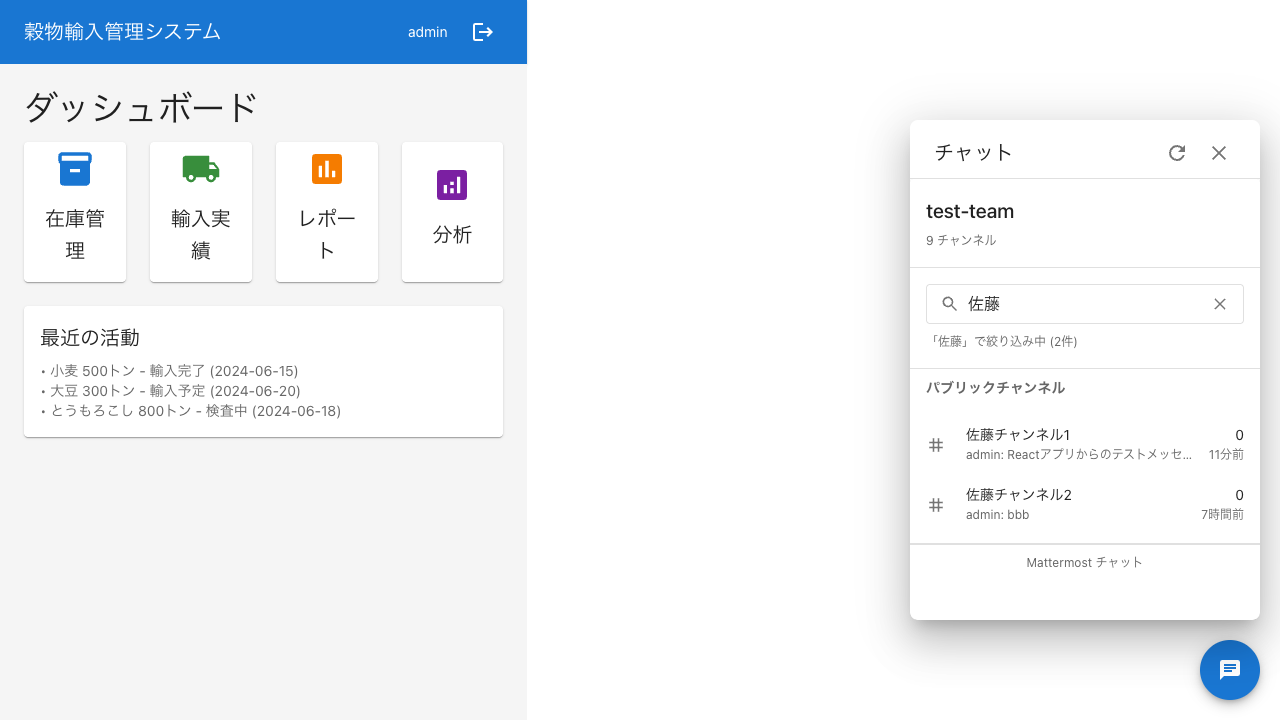 穀物輸入管理システム
admin
ダッシュボード
在庫管
理
輸入実
績
レポー
ト
分析
最近の活動
• 小麦 500トン - 輸入完了 (2024-06-15)
• 大豆 300トン - 輸入予定 (2024-06-20)
• とうもろこし 800トン - 検査中 (2024-06-18)
チャット
test-team
9 チャンネル
佐藤
「佐藤」で絞り込み中 (2件)
パブリックチャンネル
佐藤チャンネル1 0
admin: Reactアプリからのテストメッセ... 11分前
佐藤チャンネル2 0
admin: bbb 7時間前
Mattermost チャット